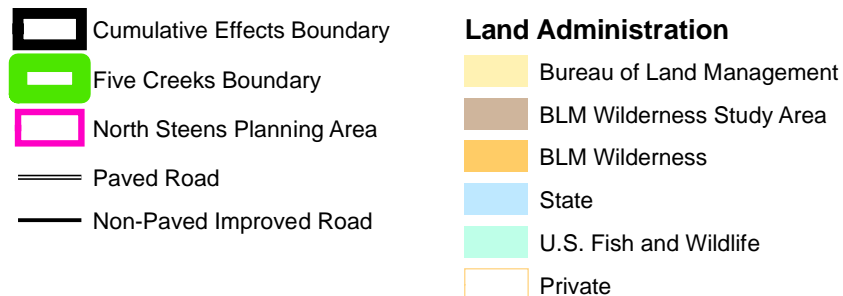 Cumulative Effects Boundary
Five Creeks Boundary
North Steens Planning Area
Paved Road
Non-Paved Improved Road
Land Administration
Bureau of Land Management
BLM Wilderness Study Area
BLM Wilderness
State
U.S. Fish and Wildlife
Private